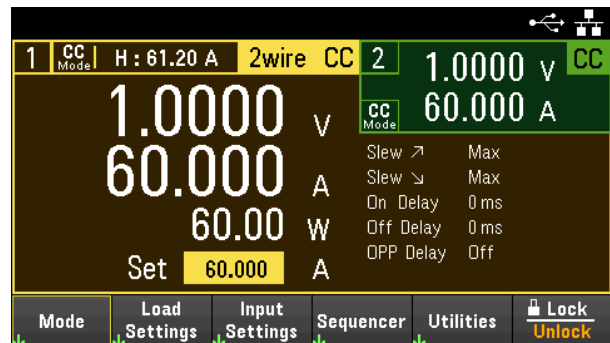 1 CC Mode H : 61.20 A 2wire CC
1.0000 V
60.000 A
60.00 W
Set 60.000 A
2 1.0000 V CC
CC Mode 60.000 A
Slew ↗ Max
Slew ↘ Max
On Delay 0 ms
Off Delay 0 ms
OPP Delay Off
Mode
Load
Settings
Input
Settings
Sequencer
Utilities
Lock
Unlock